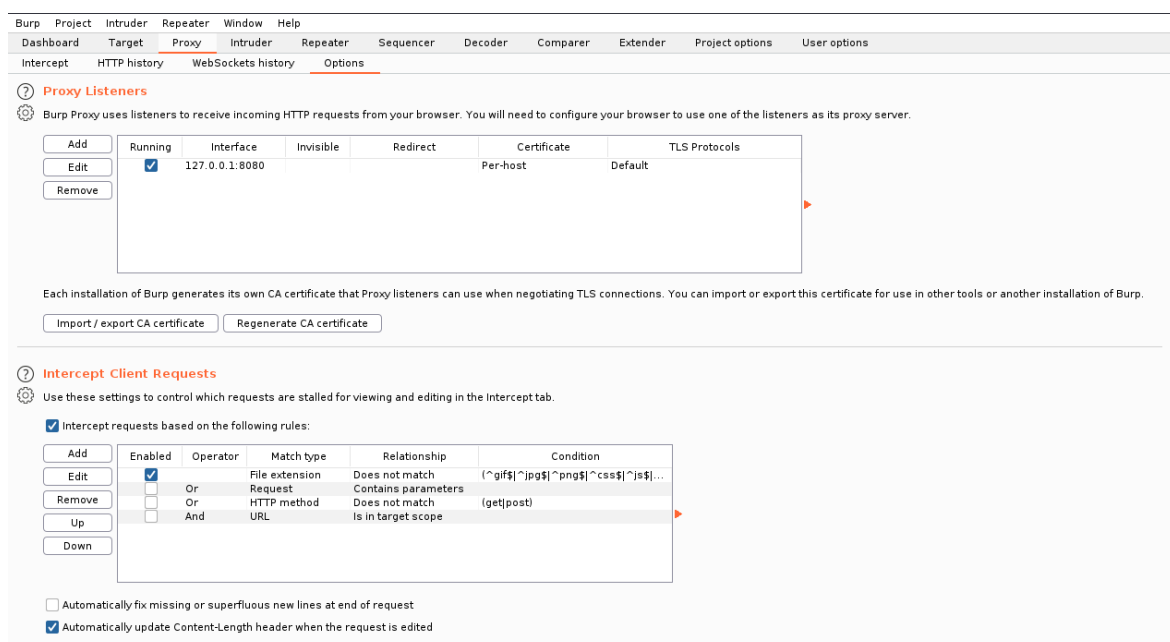 Burp Project Intruder Repeater Window Help
Dashboard Target Proxy Intruder Repeater Sequencer Decoder Comparer Extender Project options User options
Intercept HTTP history WebSockets history Options
Proxy Listeners
Burp Proxy uses listeners to receive incoming HTTP requests from your browser. You will need to configure your browser to use one of the listeners as its proxy server.
Add
Edit
Remove
Running Interface Invisible Redirect Certificate TLS Protocols
127.0.0.1:8080 Per-host Default
Each installation of Burp generates its own CA certificate that Proxy listeners can use when negotiating TLS connections. You can import or export this certificate for use in other tools or another installation of Burp.
Import / export CA certificate Regenerate CA certificate
Intercept Client Requests
Use these settings to control which requests are stalled for viewing and editing in the Intercept tab.
Intercept requests based on the following rules:
Add
Edit
Remove
Up
Down
Enabled Operator Match type Relationship Condition
File extension Does not match (^gif$|^jpg$|^png$|^css$|^js$|...
Or Request Contains parameters
Or HTTP method Does not match (get|post)
And URL Is in target scope
Automatically fix missing or superfluous new lines at end of request
Automatically update Content-Length header when the request is edited